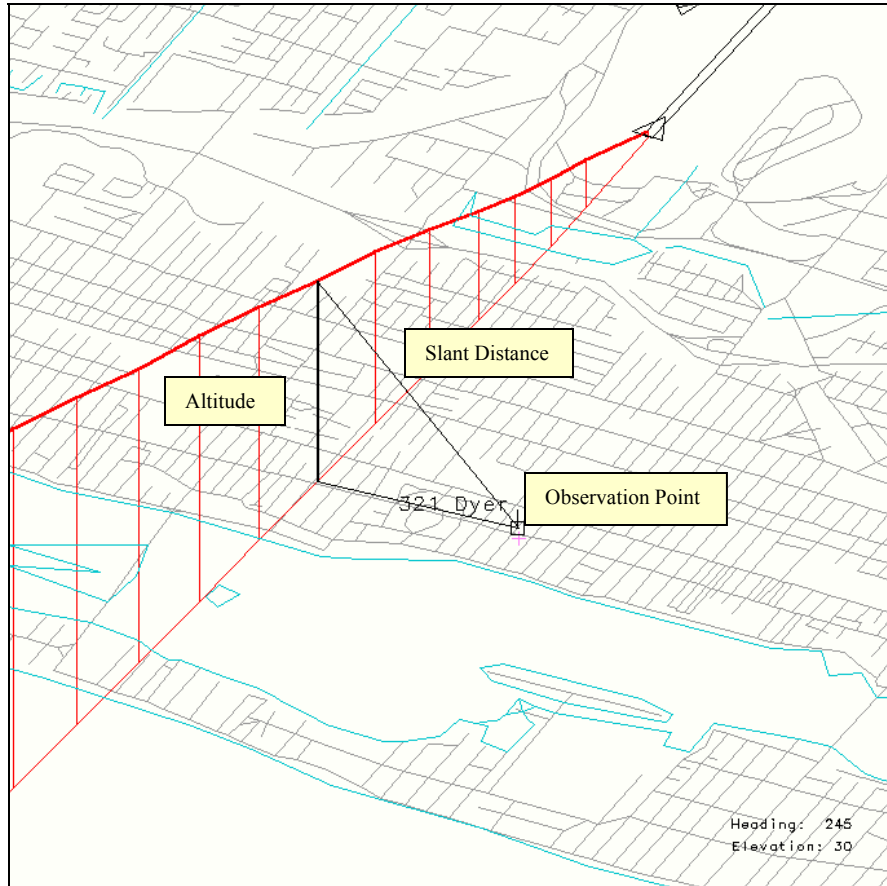 Slant Distance
Altitude
Observation Point
321 Dyer
Heading: 245
Elevation: 30